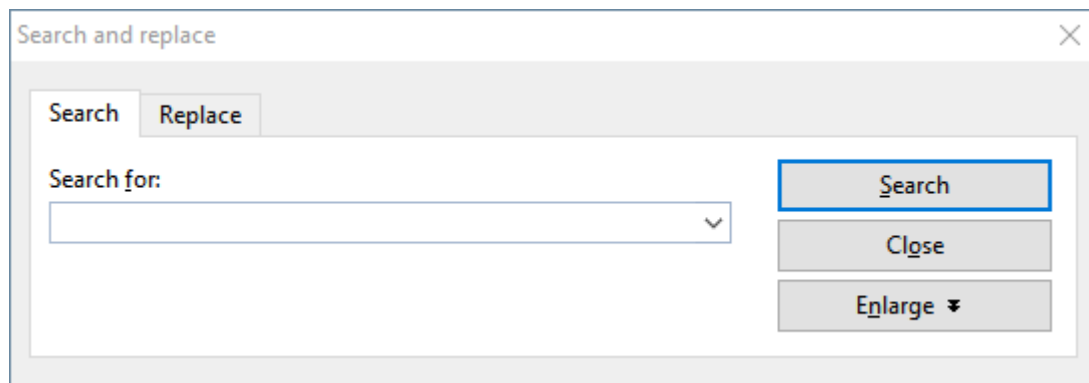 Search and replace
Search
Replace
Search for:
Search
Close
Enlarge